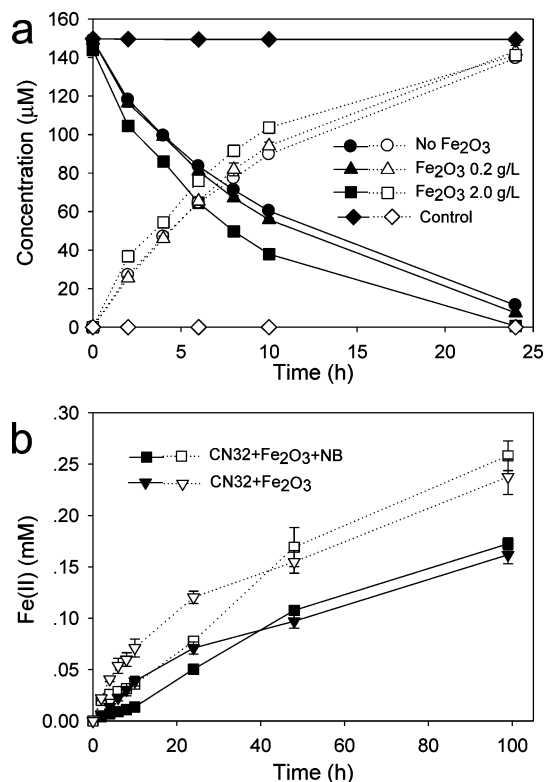 a
160
140
120
100
80
60
40
20
0
Concentration (μM)
No Fe2O3
Fe2O3 0.2 g/L
Fe2O3 2.0 g/L
Control
0 5 10 15 20 25
Time (h)
b
.30
.25
.20
.15
.10
.05
0.00
Fe(II) (mM)
CN32+Fe2O3+NB
CN32+Fe2O3
0 20 40 60 80 100
Time (h)